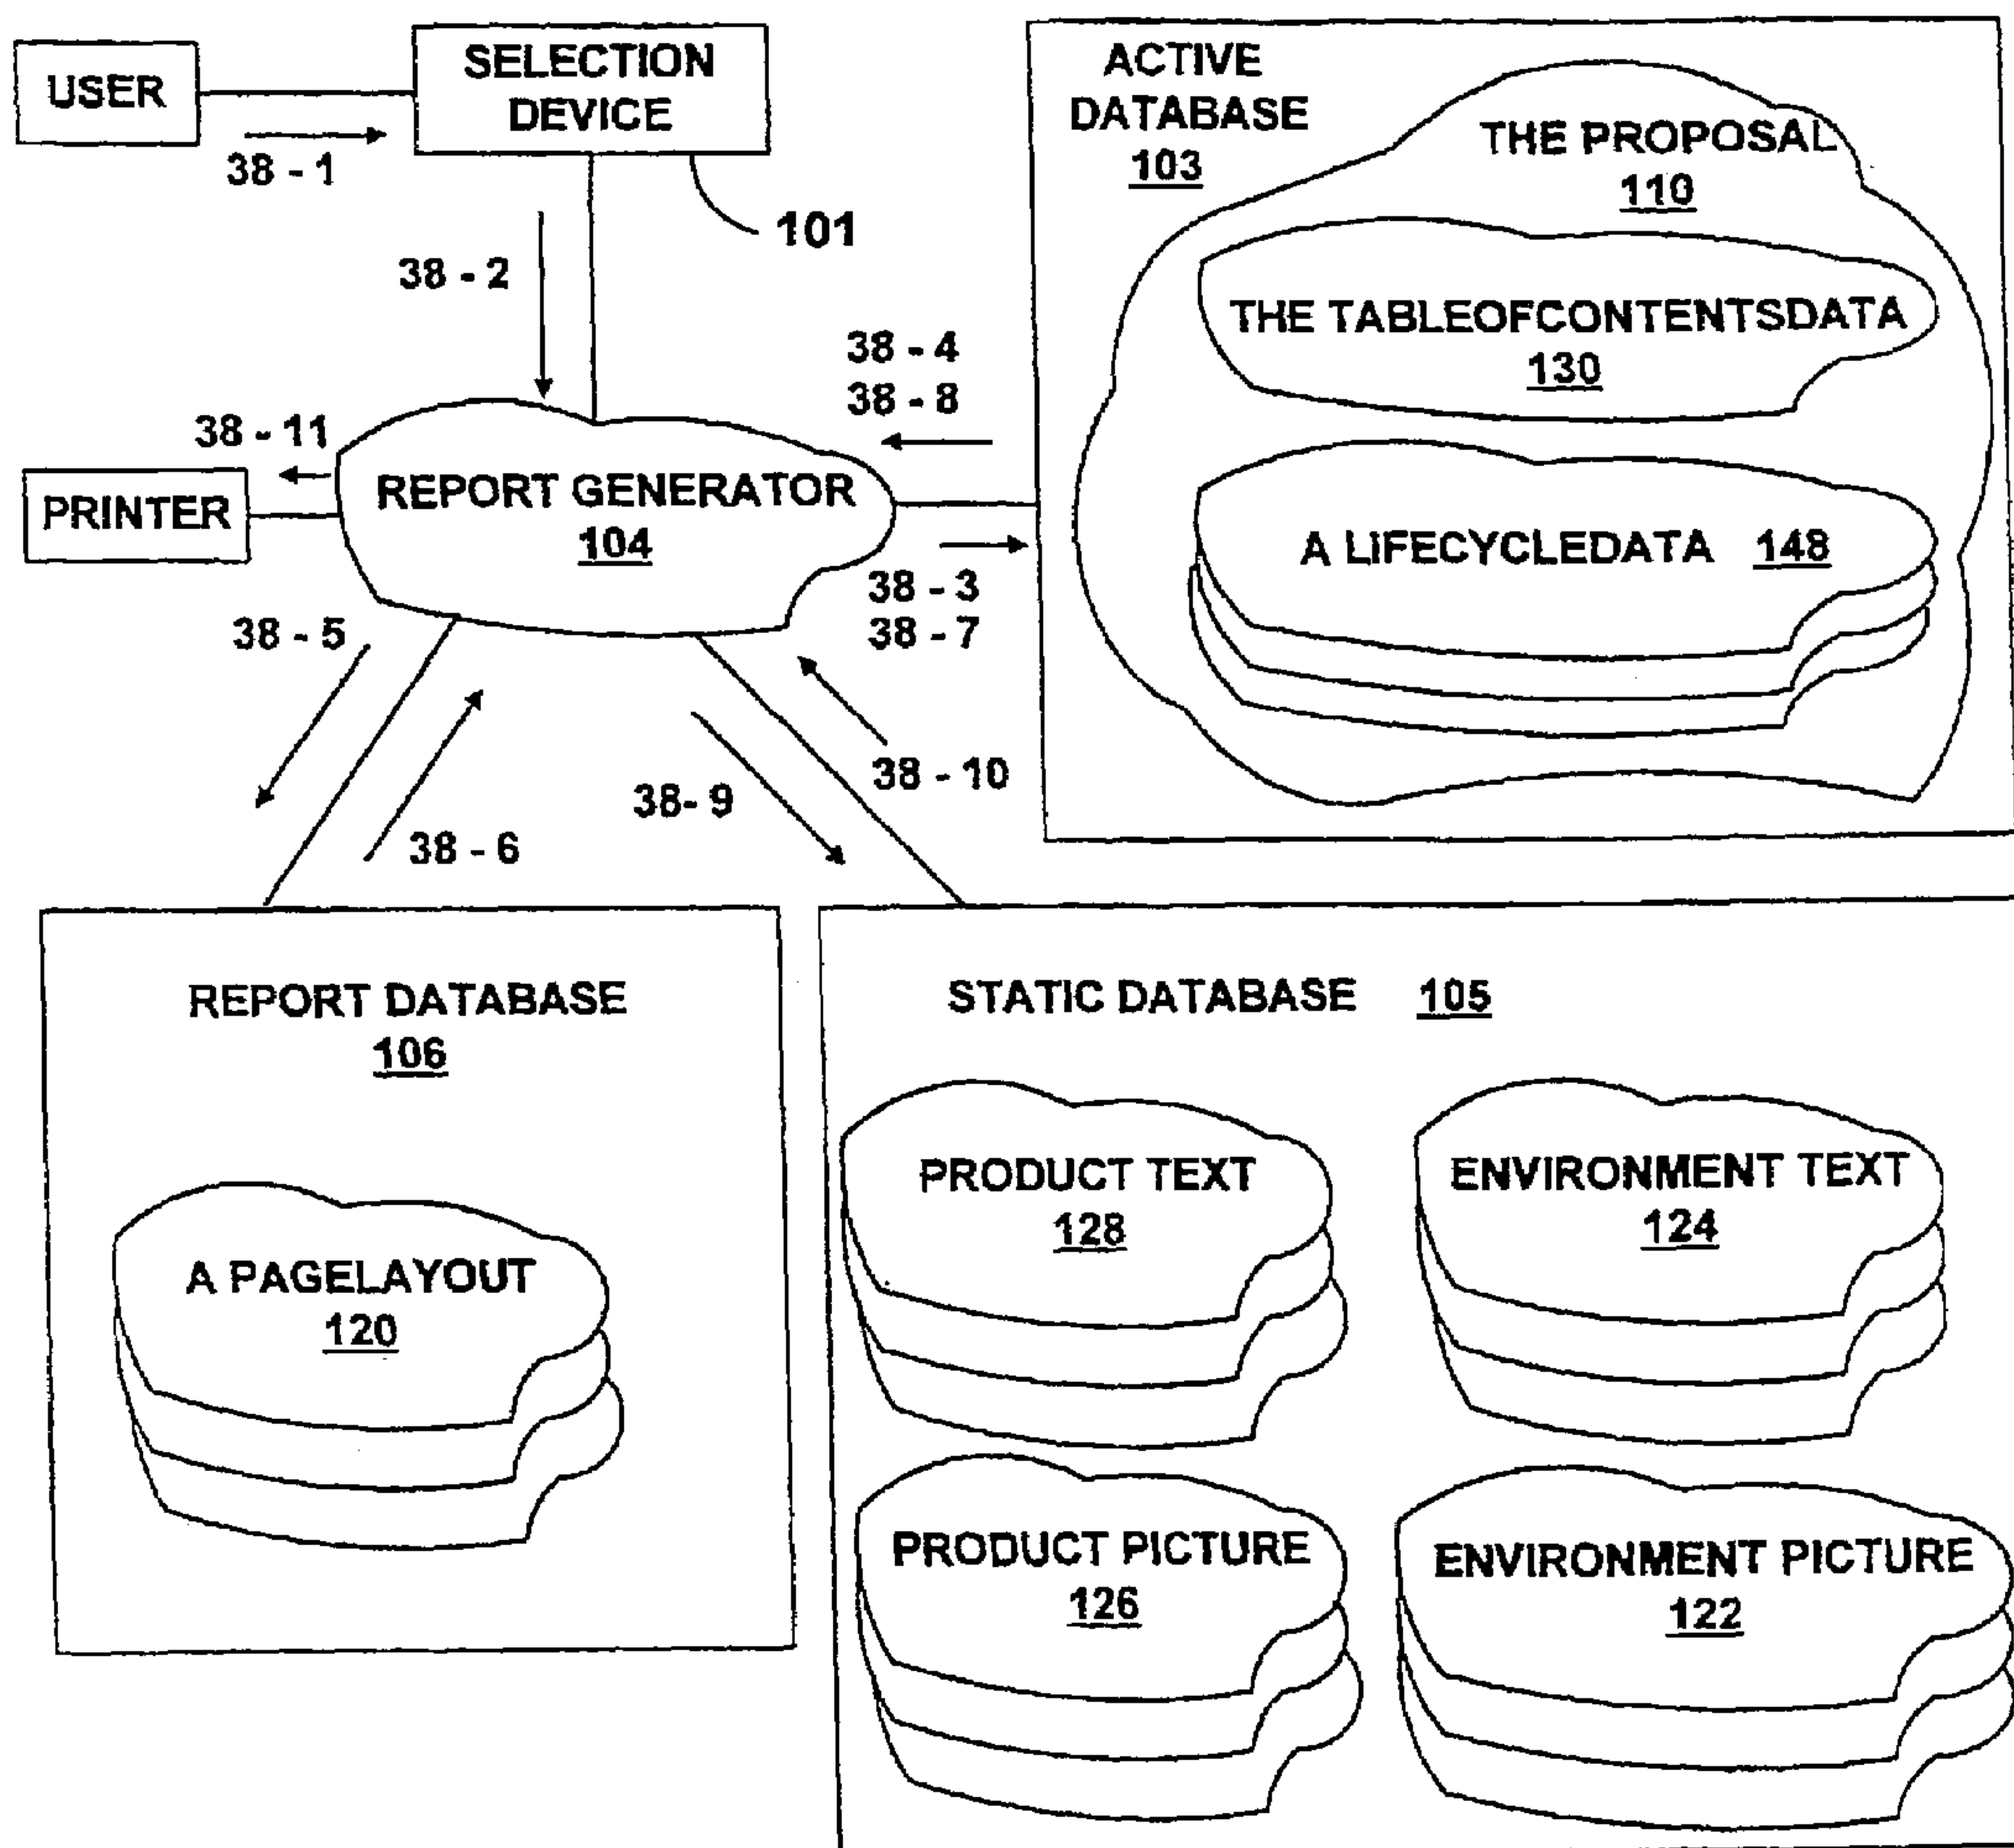 USER
38 - 1
SELECTION
DEVICE
101
38 - 2
ACTIVE
DATABASE
103
THE PROPOSAL
110
THE TABLEOFCONTENTSDATA
130
A LIFECYCLEDATA 148
38 - 4
38 - 8
38 - 11
PRINTER
REPORT GENERATOR
104
38 - 3
38 - 7
38 - 5
38 - 6
38- 9
38 - 10
REPORT DATABASE
106
A PAGELAYOUT
120
STATIC DATABASE 105
PRODUCT TEXT
128
ENVIRONMENT TEXT
124
PRODUCT PICTURE
126
ENVIRONMENT PICTURE
122